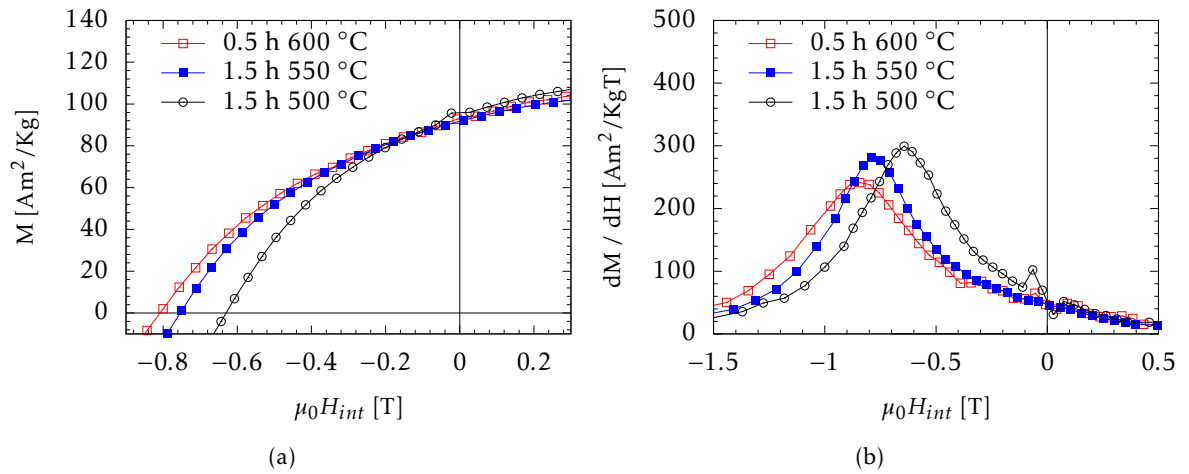 140
120
100
80
60
40
20
0
M [Am²/Kg]
0.5 h 600 °C
1.5 h 550 °C
1.5 h 500 °C
−0.8 −0.6 −0.4 −0.2 0 0.2
μ₀H_int [T]
(a)
500
400
300
200
100
0
dM / dH [Am²/KgT]
0.5 h 600 °C
1.5 h 550 °C
1.5 h 500 °C
−1.5 −1 −0.5 0 0.5
μ₀H_int [T]
(b)